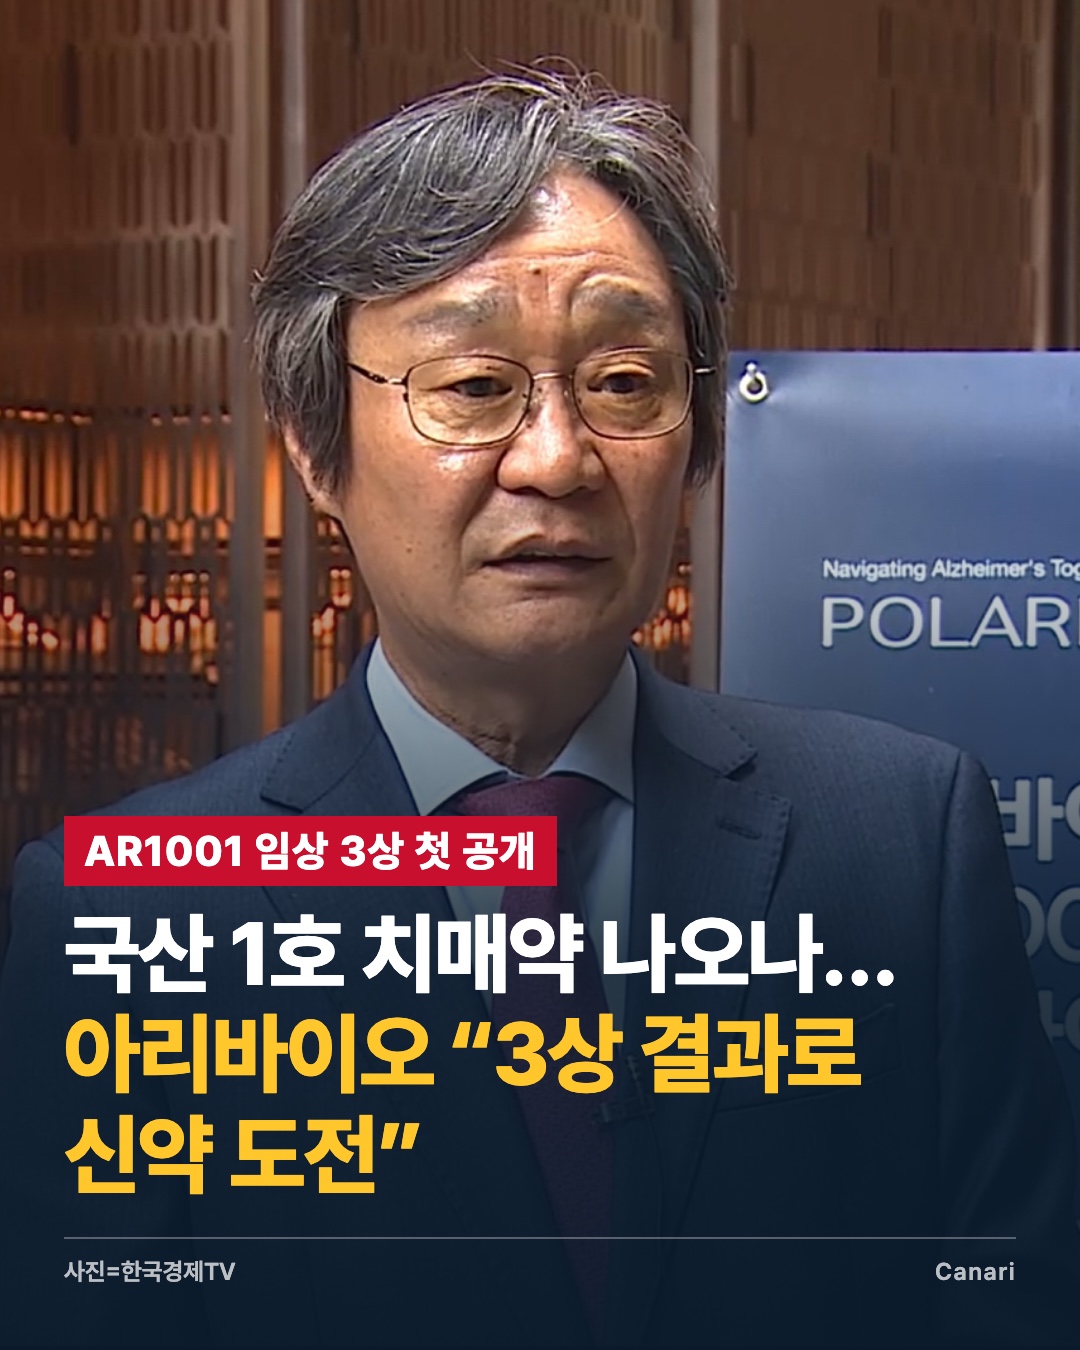 Navigating Alzheimer's
AR1001 임상 3상 첫 공개
국산 1호 치매약 나오나...
아리바이오 “3상 결과로
신약 도전”
사진=한국경제TV
Canari